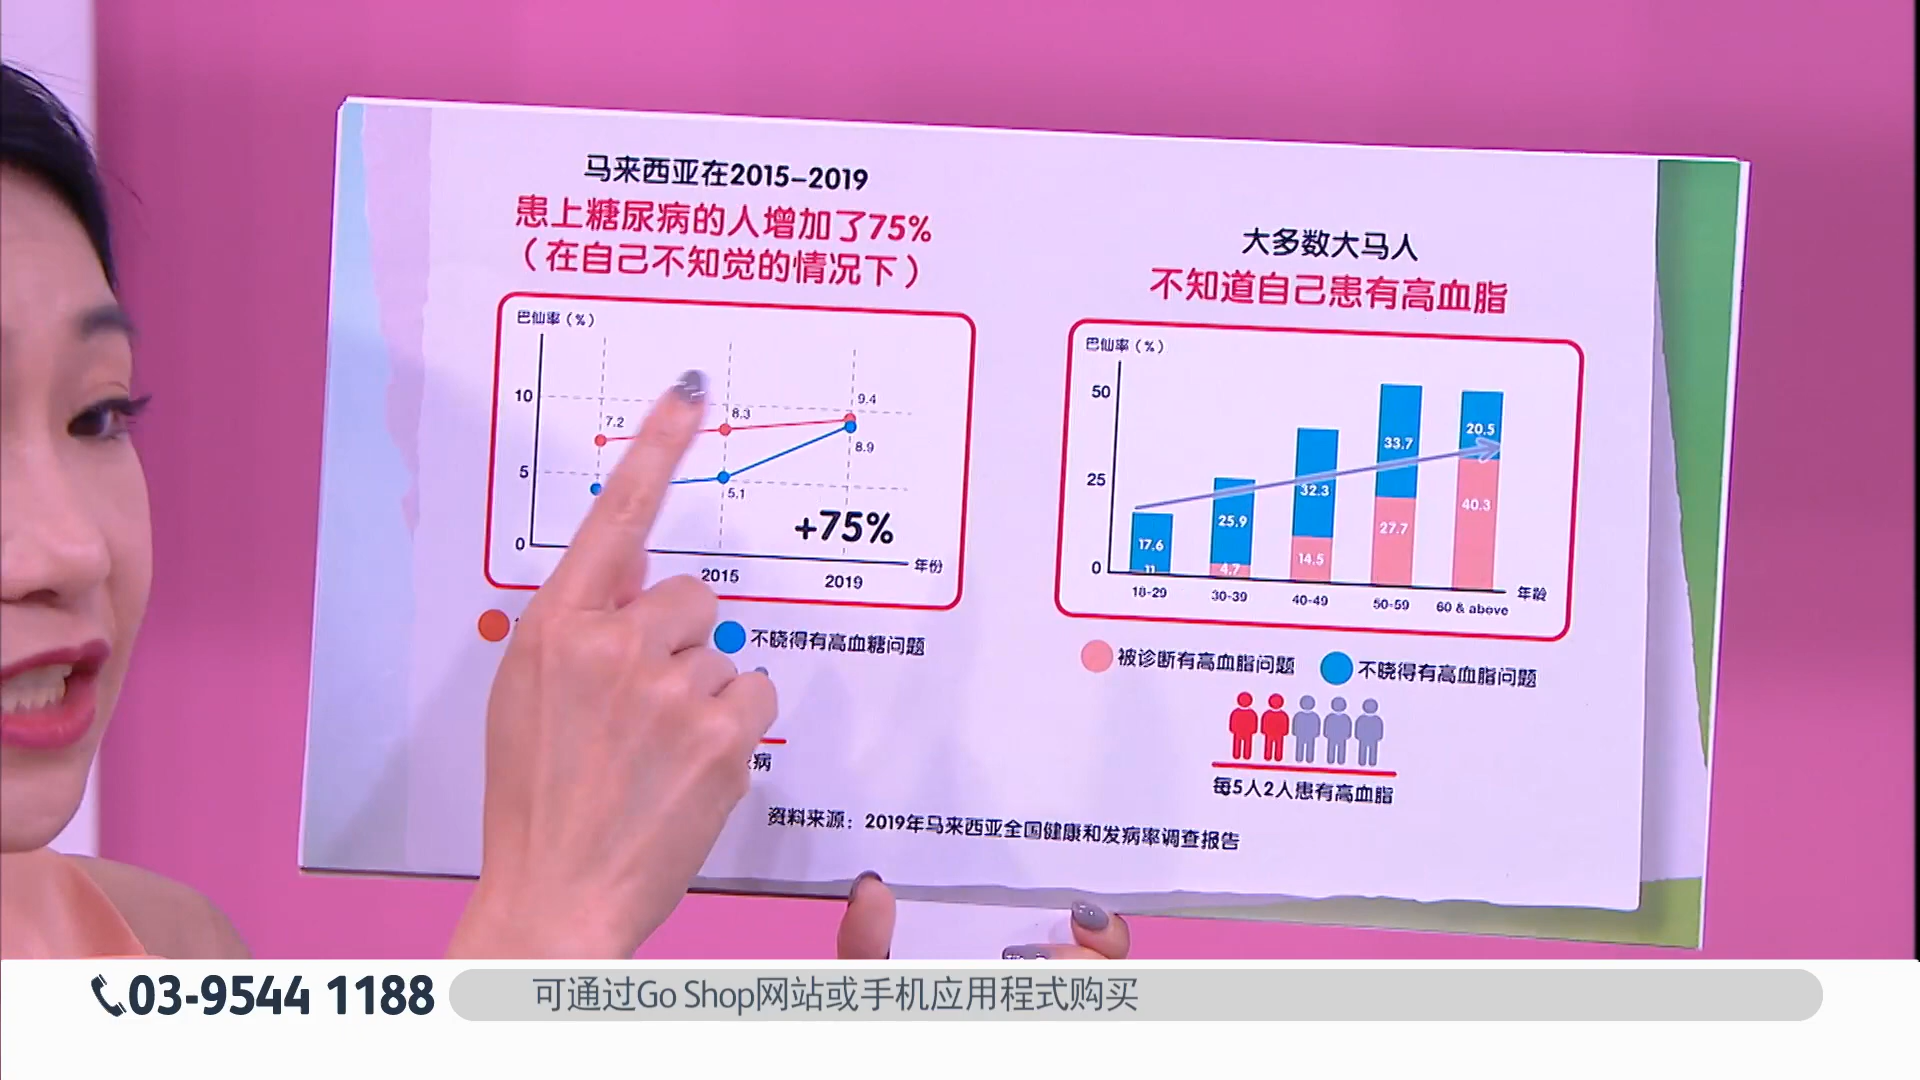 马来西亚在2015–2019
患上糖尿病的人增加了75%
（在自己不知觉的情况下）
巴仙率（%）
10
5
0
7.2
8.3
9.4
8.9
5.1
+75%
2015
2019
年份
不晓得有高血糖问题
病
大多数大马人
不知道自己患有高血脂
巴仙率（%）
50
25
0
17.6
11
25.9
4.7
32.3
14.5
33.7
27.7
20.5
40.3
18-29
30-39
40-49
50-59
60 & above
年龄
被诊断有高血脂问题
不晓得有高血脂问题
每5人2人患有高血脂
资料来源：2019年马来西亚全国健康和发病率调查报告
03-9544 1188
可通过Go Shop网站或手机应用程式购买